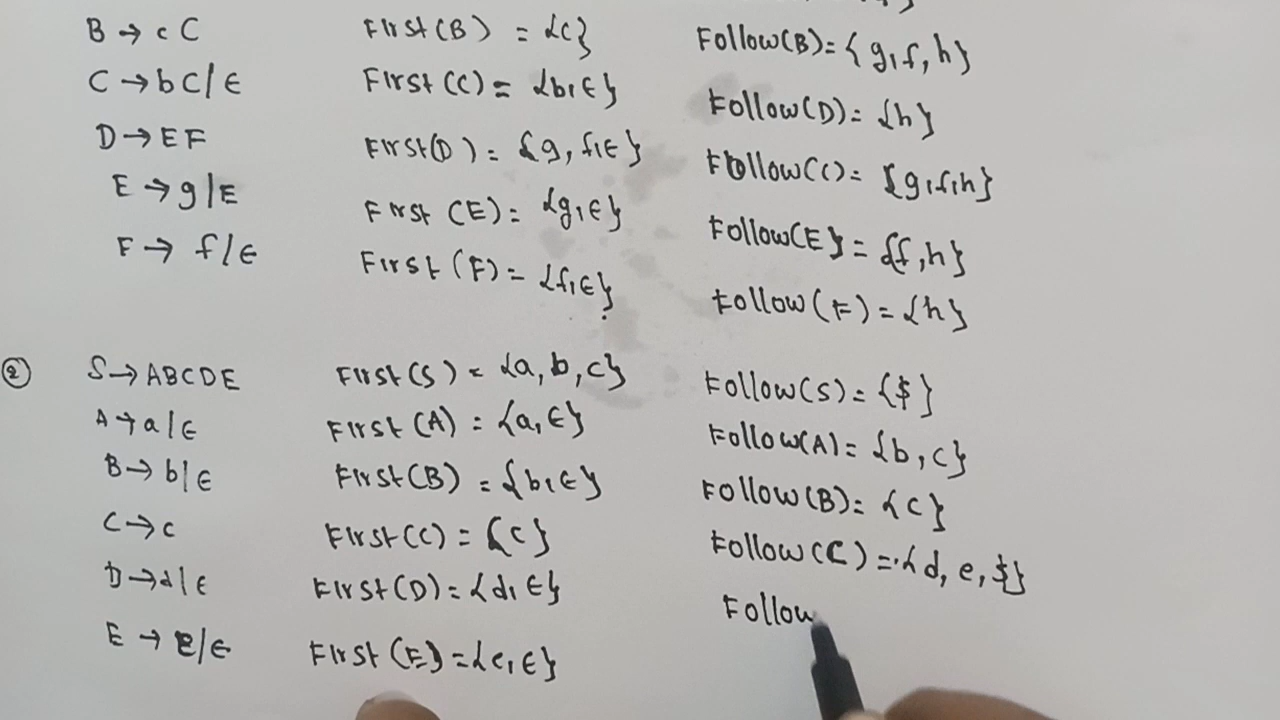 B → cC First(B) = {c} Follow(B) = {g, f, h}
C → bC/ϵ First(C) = {b, ϵ} Follow(D) = {h}
D → EF First(D) = {g, f, ϵ} Follow(C) = {g, f, h}
E → g/ϵ First(E) = {g, ϵ} Follow(E} = {f, h}
F → f/ϵ First(F) = {f, ϵ} Follow(F) = {h}
② S → ABCDE First(S) = {a, b, c} Follow(S) = {$}
A → a/ϵ First(A) = {a, ϵ} Follow(A) = {b, c}
B → b/ϵ First(B) = {b, ϵ} Follow(B) = {c}
C → c First(C) = {c} Follow(C) = {d, e, $}
D → d/ϵ First(D) = {d, ϵ} Follow
E → e/ϵ First(E) = {e, ϵ}